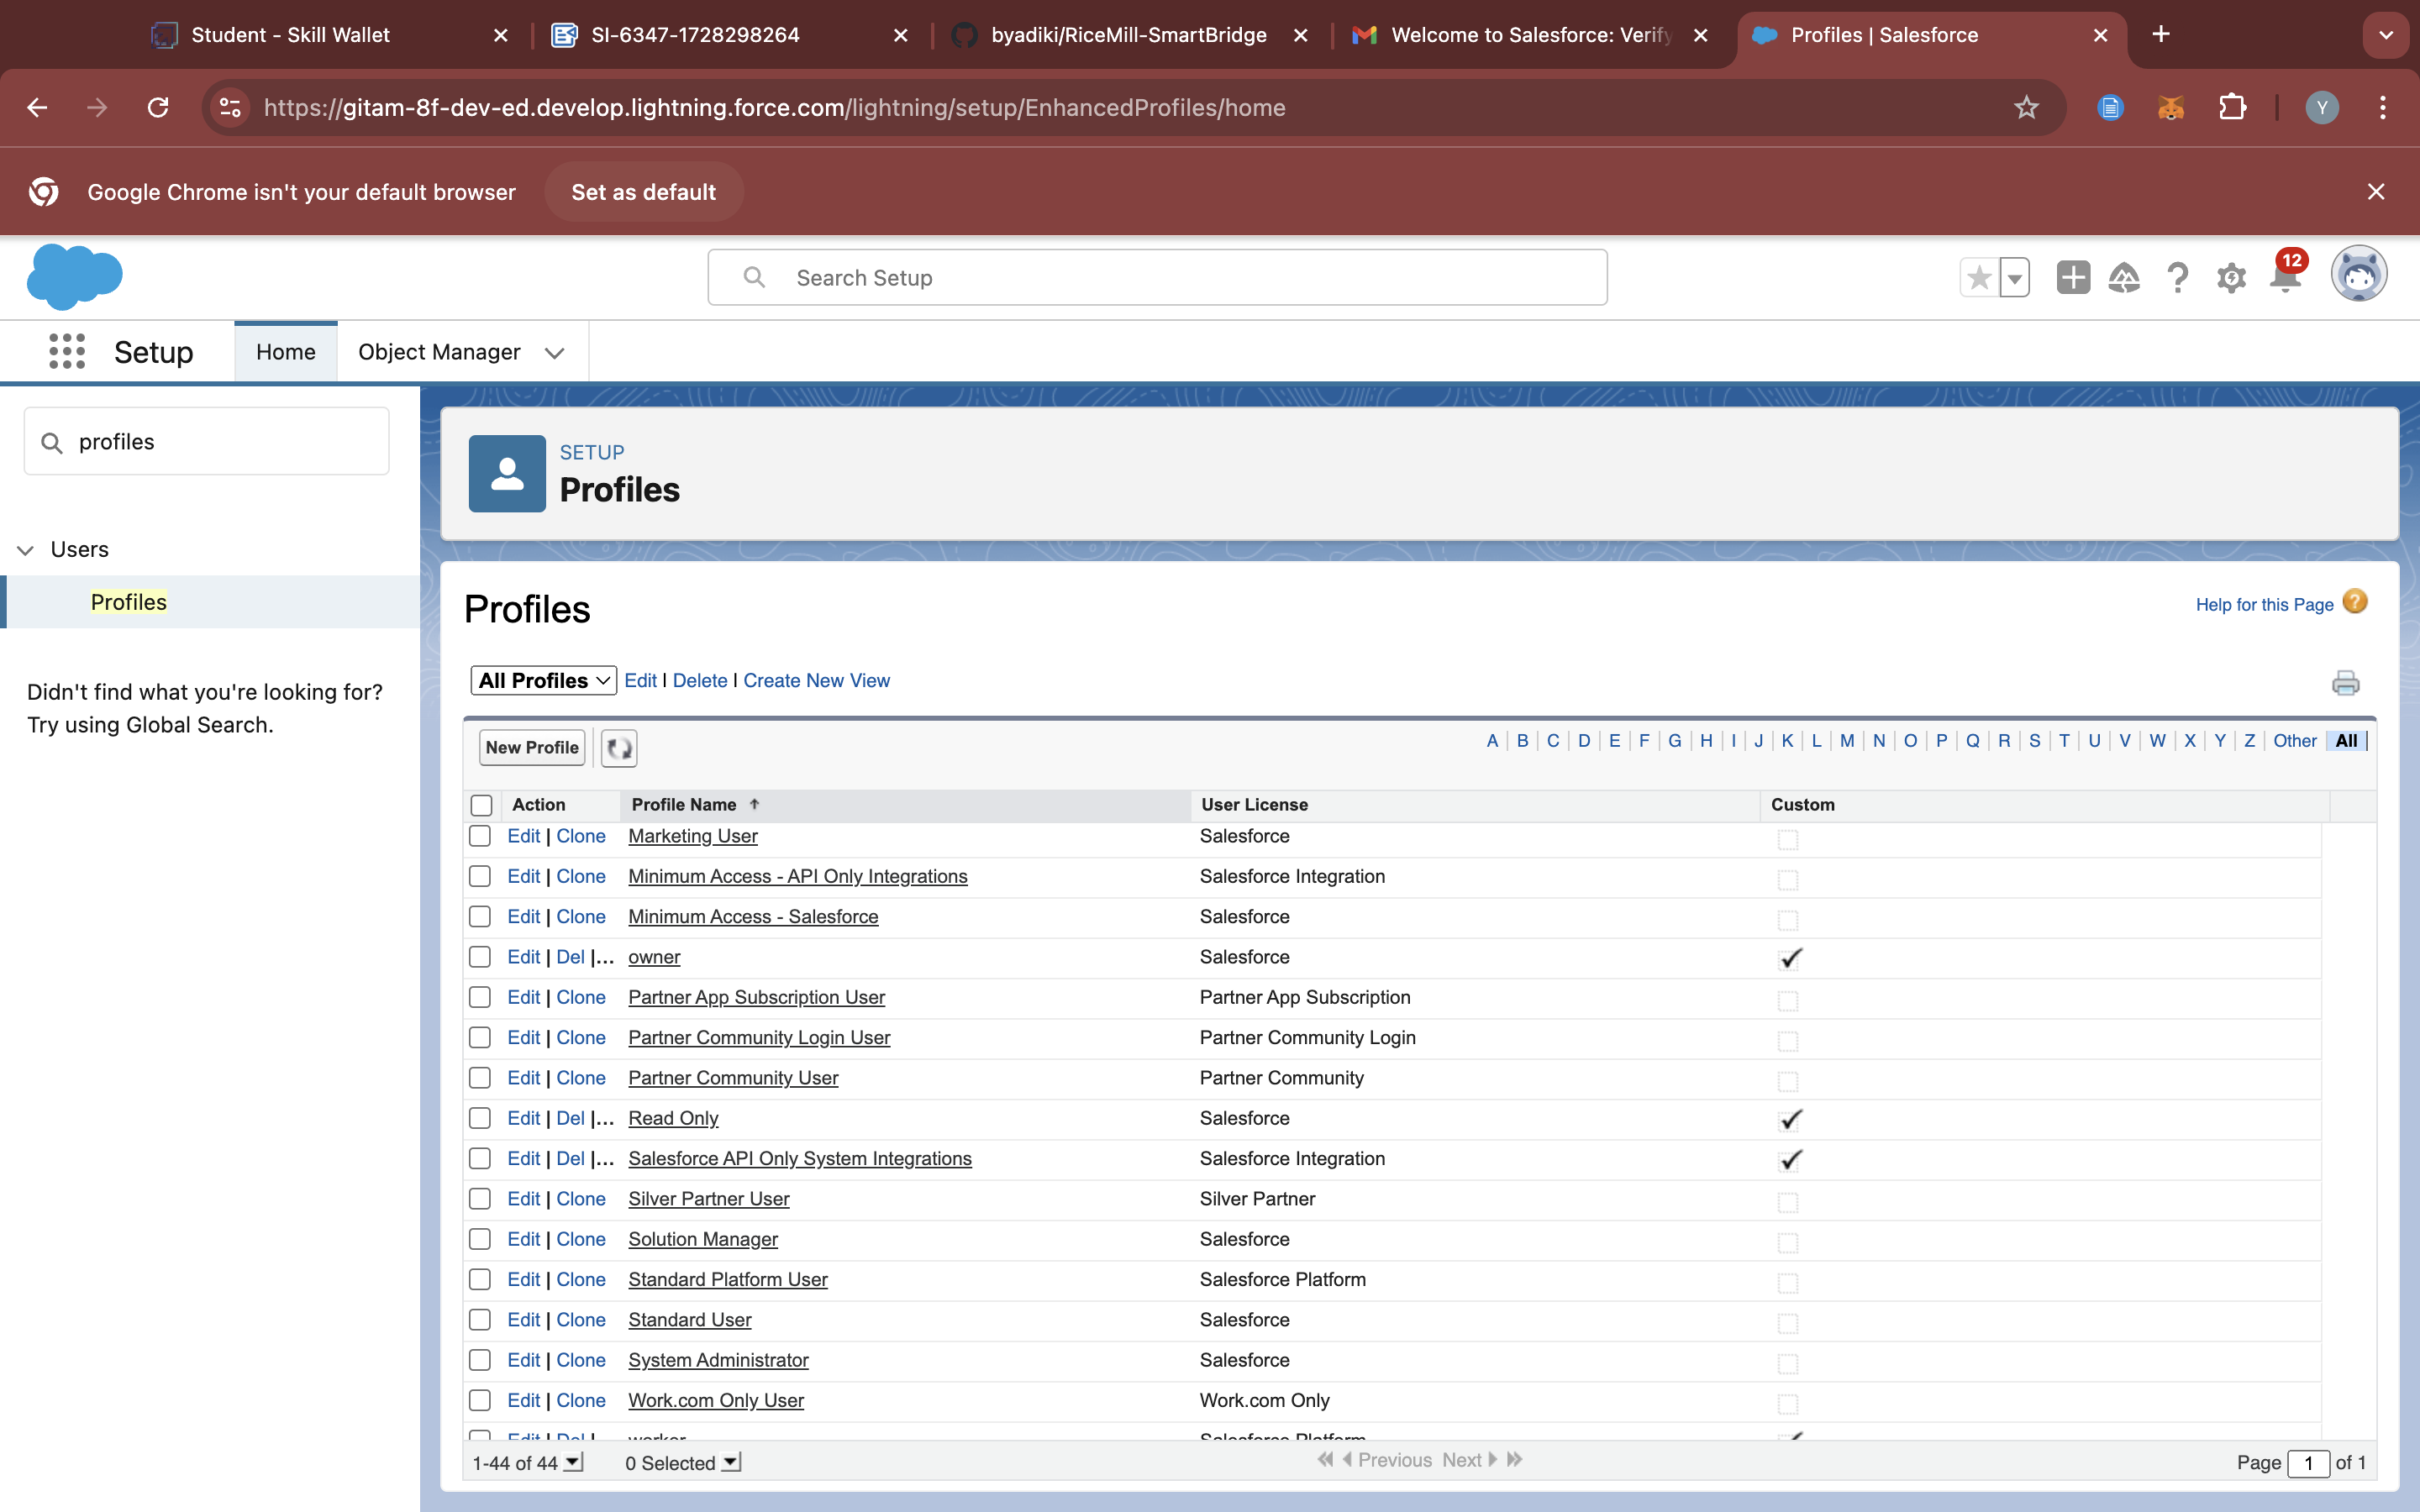 Student - Skill Wallet
SI-6347-1728298264
byadiki/RiceMill-SmartBridge
Welcome to Salesforce: Verify
Profiles | Salesforce
https://gitam-8f-dev-ed.develop.lightning.force.com/lightning/setup/EnhancedProfiles/home
Y
Google Chrome isn't your default browser
Set as default
Search Setup
12
Setup
Home
Object Manager
profiles
Users
Profiles
Didn't find what you're looking for?
Try using Global Search.
SETUP
Profiles
Profiles
Help for this Page ?
All Profiles Edit | Delete | Create New View
New Profile
A | B | C | D | E | F | G | H | I | J | K | L | M | N | O | P | Q | R | S | T | U | V | W | X | Y | Z | Other | All |
Action Profile Name User License Custom
Edit | Clone Marketing User Salesforce
Edit | Clone Minimum Access - API Only Integrations Salesforce Integration
Edit | Clone Minimum Access - Salesforce Salesforce
Edit | Del |... owner Salesforce
Edit | Clone Partner App Subscription User Partner App Subscription
Edit | Clone Partner Community Login User Partner Community Login
Edit | Clone Partner Community User Partner Community
Edit | Del |... Read Only Salesforce
Edit | Del |... Salesforce API Only System Integrations Salesforce Integration
Edit | Clone Silver Partner User Silver Partner
Edit | Clone Solution Manager Salesforce
Edit | Clone Standard Platform User Salesforce Platform
Edit | Clone Standard User Salesforce
Edit | Clone System Administrator Salesforce
Edit | Clone Work.com Only User Work.com Only
Edit | Del | worker Salesforce Platform
1-44 of 44 0 Selected Previous Next Page 1 of 1